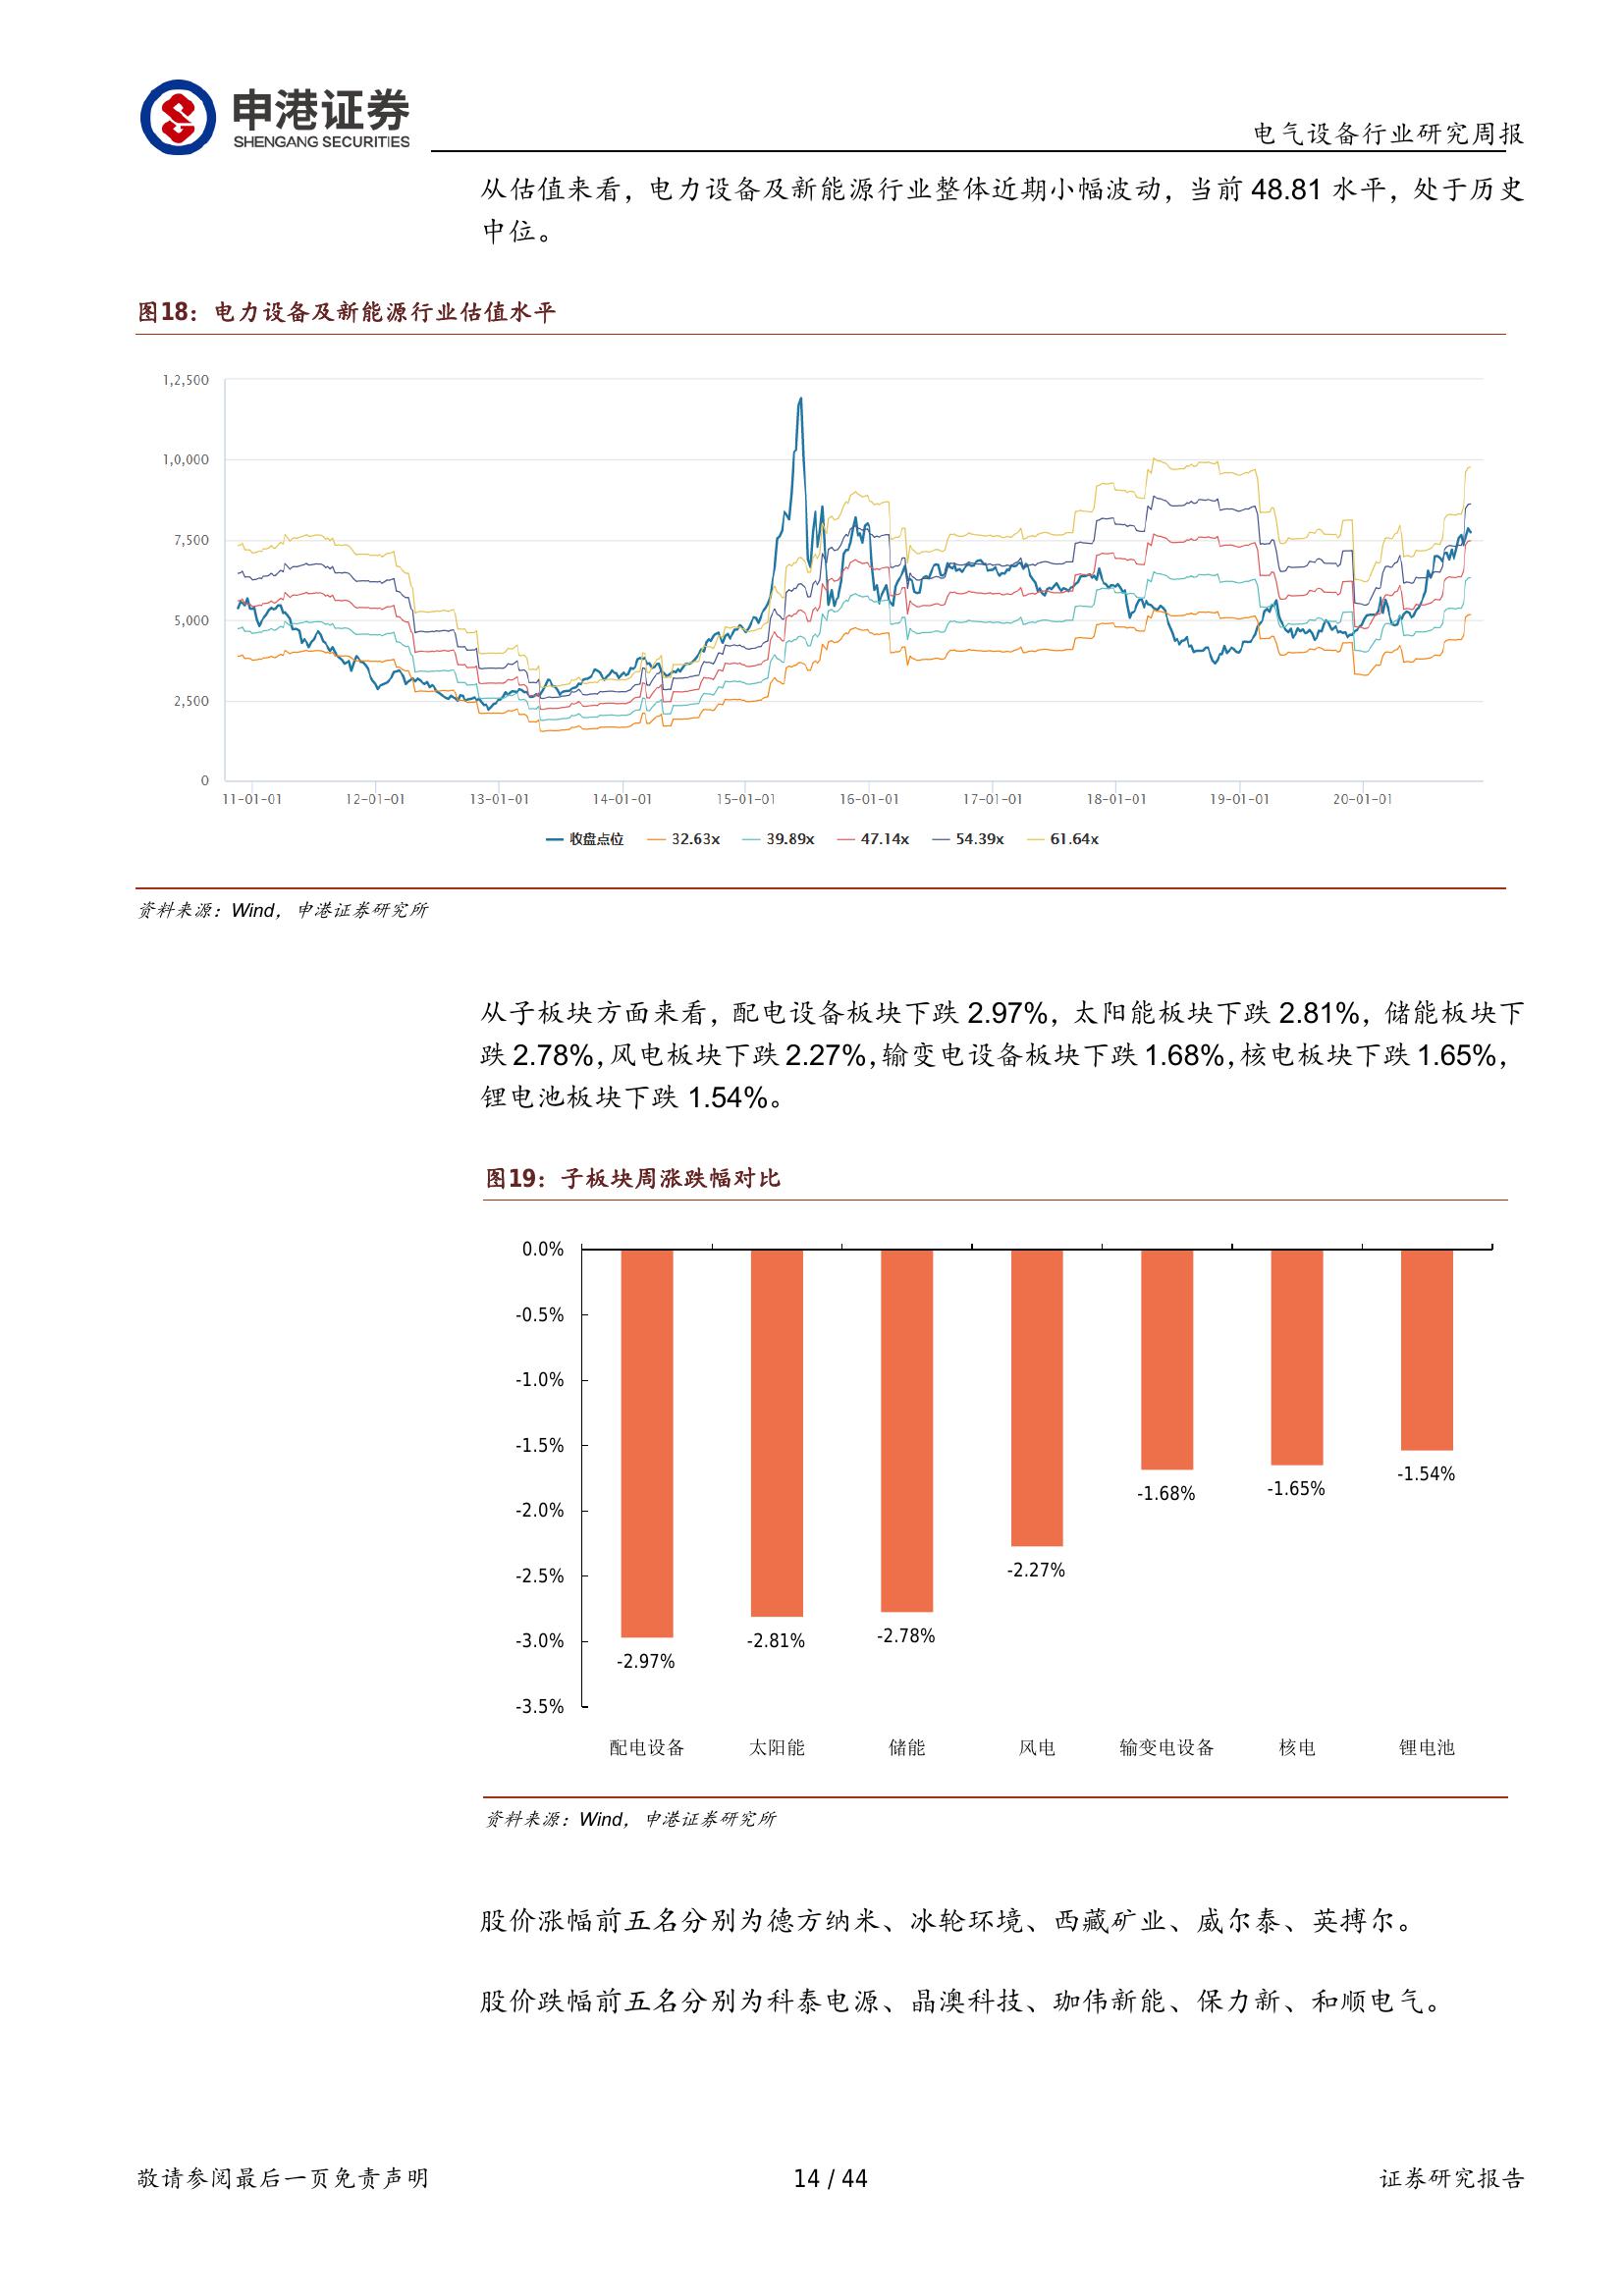 申港证券
SHENGANG SECURITIES
电气设备行业研究周报
从估值来看，电力设备及新能源行业整体近期小幅波动，当前 48.81 水平，处于历史
中位。
图18：电力设备及新能源行业估值水平
1,2,500
1,0,000
7,500
5,000
2,500
0
11-01-01 12-01-01 13-01-01 14-01-01 15-01-01 16-01-01 17-01-01 18-01-01 19-01-01 20-01-01
收盘点位 32.63x 39.89x 47.14x 54.39x 61.64x
资料来源：Wind，申港证券研究所
从子板块方面来看，配电设备板块下跌 2.97%，太阳能板块下跌 2.81%，储能板块下
跌 2.78%，风电板块下跌 2.27%，输变电设备板块下跌 1.68%，核电板块下跌 1.65%，
锂电池板块下跌 1.54%。
图19：子板块周涨跌幅对比
0.0%
-0.5%
-1.0%
-1.5%
-2.0%
-2.5%
-3.0%
-3.5%
-2.97% -2.81% -2.78% -2.27% -1.68% -1.65% -1.54%
配电设备 太阳能 储能 风电 输变电设备 核电 锂电池
资料来源：Wind，申港证券研究所
股价涨幅前五名分别为德方纳米、冰轮环境、西藏矿业、威尔泰、英搏尔。
股价跌幅前五名分别为科泰电源、晶澳科技、珈伟新能、保力新、和顺电气。
敬请参阅最后一页免责声明 14 / 44 证券研究报告